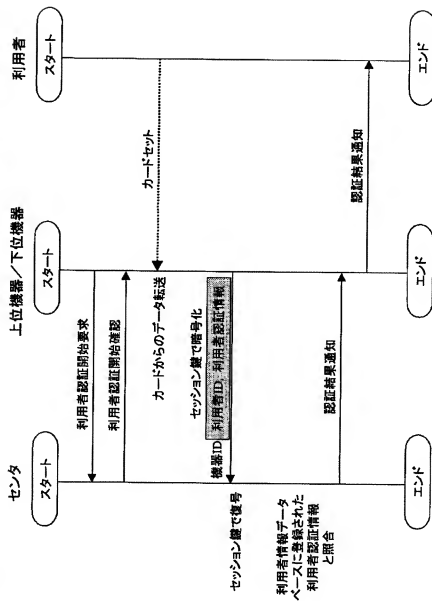 センタ
上位機器／下位機器
利用者
スタート
スタート
スタート
利用者認証開始要求
利用者認証開始確認
カードセット
カードからのデータ転送
セッション鍵で暗号化
機器ID, 利用者ID, 利用者認証情報
セッション鍵で復号
利用者情報データ
ベースに登録された
利用者認証情報
と照合
認証結果通知
認証結果通知
エンド
エンド
エンド